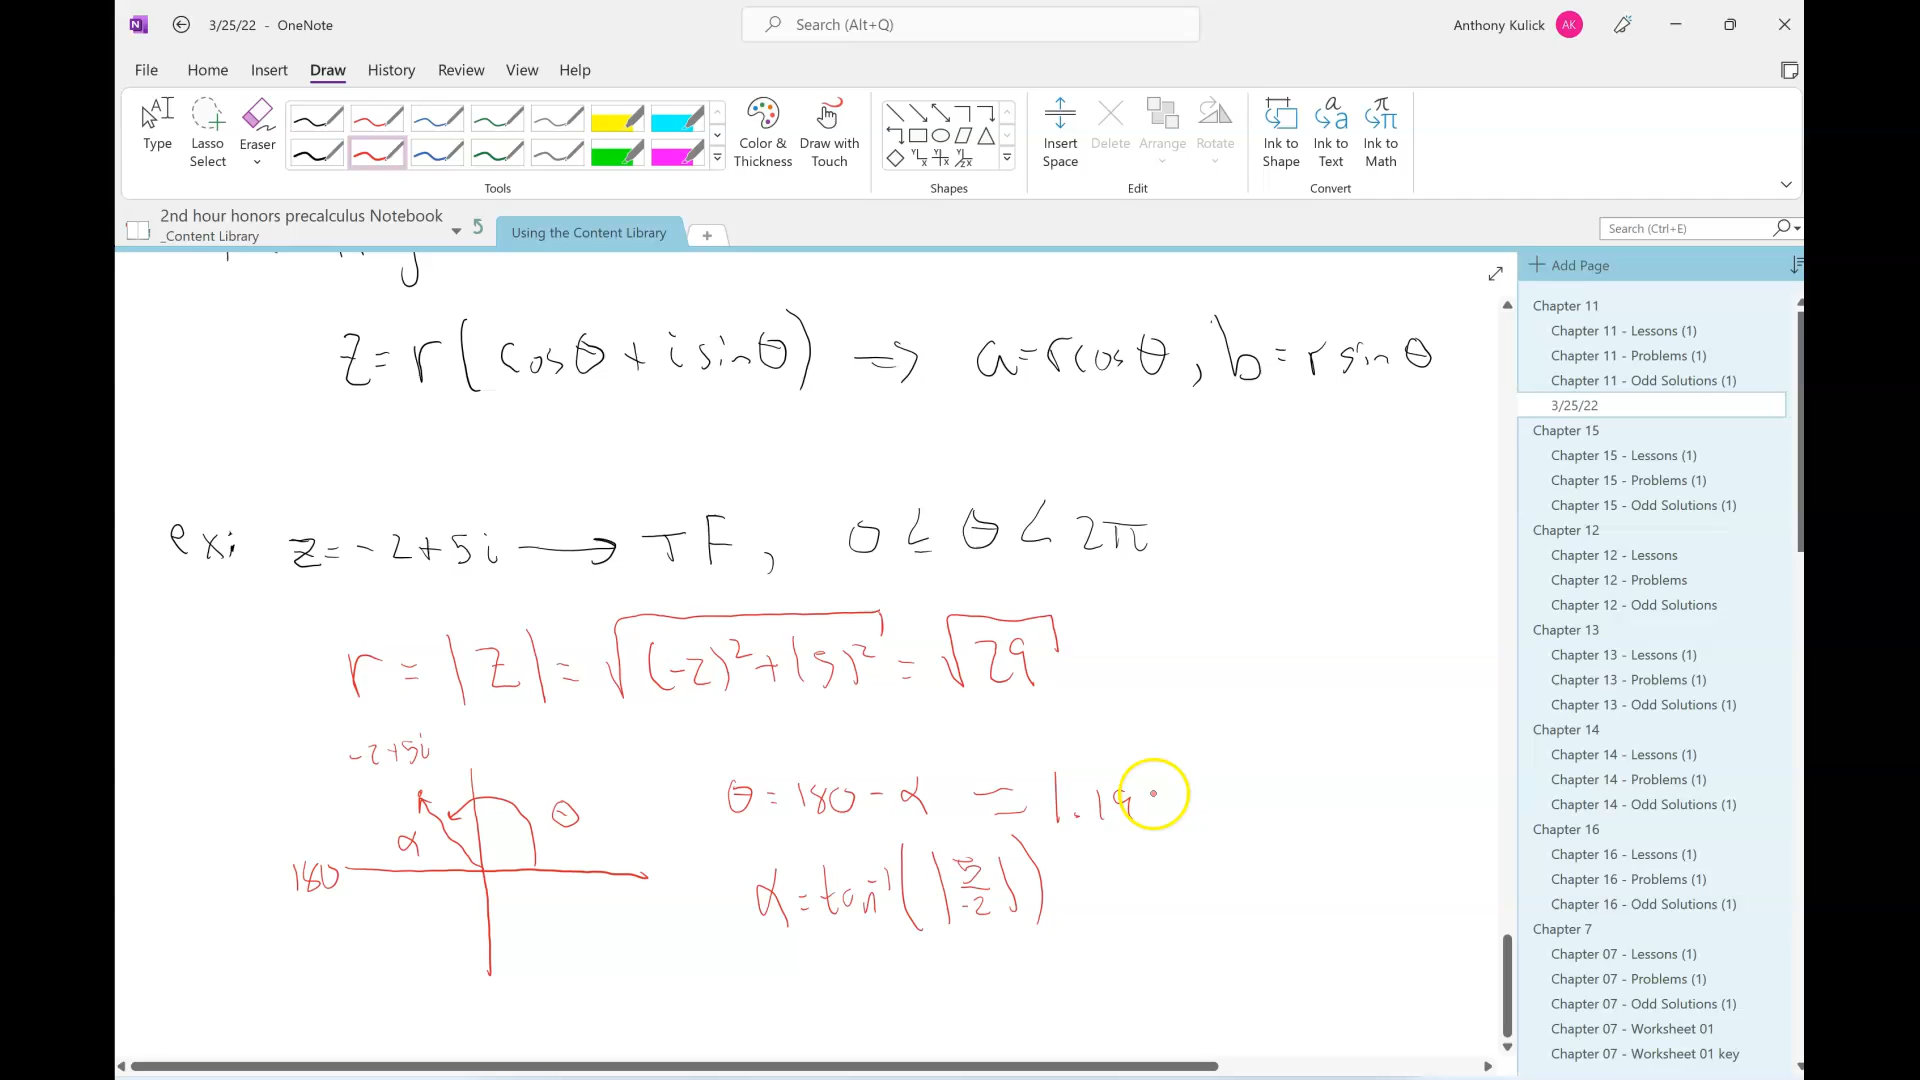 3/25/22 - OneNote
Search (Alt+Q)
Anthony Kulick AK
File Home Insert Draw History Review View Help
Type
Lasso Select
Eraser
Color & Thickness
Draw with Touch
Insert Space
Delete
Arrange
Rotate
Ink to Shape
Ink to Text
Ink to Math
Tools
Shapes
Edit
Convert
2nd hour honors precalculus Notebook
_Content Library
Using the Content Library
Search (Ctrl+E)
z = r(cosθ + i sinθ) ⇒ a = r cosθ, b = r sinθ
ex: z = -2+5i → TF, 0 ≤ θ < 2π
r = |z| = √((-2)²+(5)²) = √29
-2+5i
θ
α
180
θ = 180 - α ≈ 1.19
α = tan⁻¹(|5/-2|)
Add Page
Chapter 11
Chapter 11 - Lessons (1)
Chapter 11 - Problems (1)
Chapter 11 - Odd Solutions (1)
3/25/22
Chapter 15
Chapter 15 - Lessons (1)
Chapter 15 - Problems (1)
Chapter 15 - Odd Solutions (1)
Chapter 12
Chapter 12 - Lessons
Chapter 12 - Problems
Chapter 12 - Odd Solutions
Chapter 13
Chapter 13 - Lessons (1)
Chapter 13 - Problems (1)
Chapter 13 - Odd Solutions (1)
Chapter 14
Chapter 14 - Lessons (1)
Chapter 14 - Problems (1)
Chapter 14 - Odd Solutions (1)
Chapter 16
Chapter 16 - Lessons (1)
Chapter 16 - Problems (1)
Chapter 16 - Odd Solutions (1)
Chapter 7
Chapter 07 - Lessons (1)
Chapter 07 - Problems (1)
Chapter 07 - Odd Solutions (1)
Chapter 07 - Worksheet 01
Chapter 07 - Worksheet 01 key